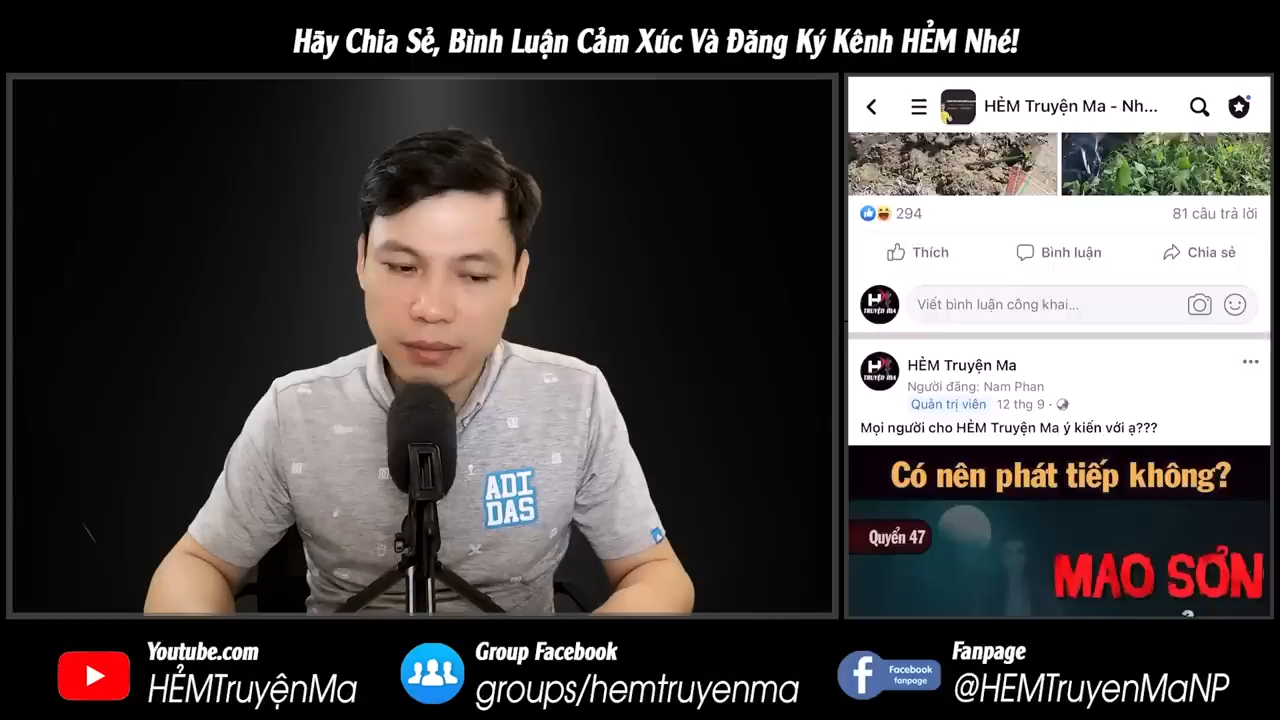 Hãy Chia Sẻ, Bình Luận Cảm Xúc Và Đăng Ký Kênh HẺM Nhé!
HẺM Truyện Ma - Nh...
294
81 câu trả lời
Thích
Bình luận
Chia sẻ
Viết bình luận công khai...
HẺM Truyện Ma
Người đăng: Nam Phan
Quản trị viên 12 thg 9
Mọi người cho HẺM Truyện Ma ý kiến với ạ???
Có nên phát tiếp không?
Quyển 47
MAO SƠN
ADI
DAS
Youtube.com
HẺMTruyệnMa
Group Facebook
groups/hemtruyenma
Facebook
fanpage
Fanpage
@HEMTruyenMaNP